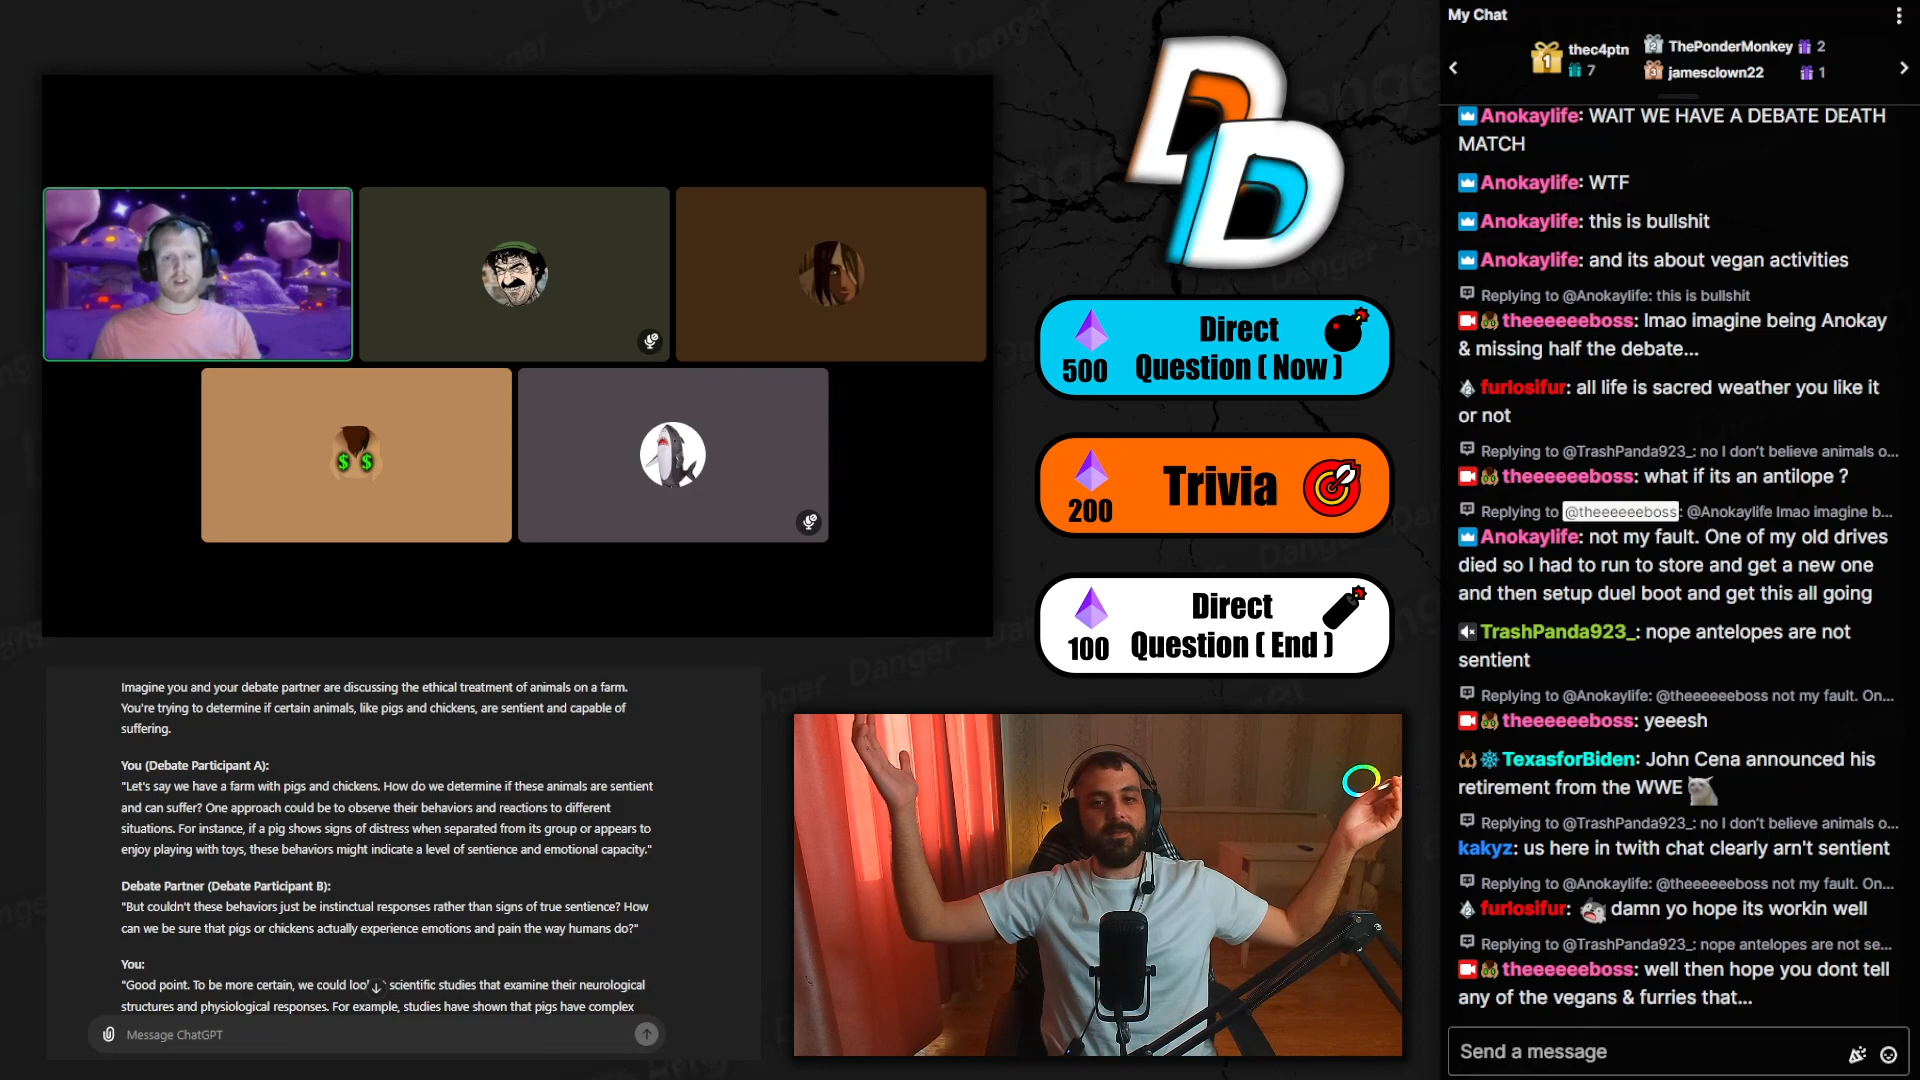 DD
Direct
Question ( Now )
500
Trivia
200
Direct
Question ( End )
100
Imagine you and your debate partner are discussing the ethical treatment of animals on a farm.
You're trying to determine if certain animals, like pigs and chickens, are sentient and capable of
suffering.
You (Debate Participant A):
"Let's say we have a farm with pigs and chickens. How do we determine if these animals are sentient
and can suffer? One approach could be to observe their behaviors and reactions to different
situations. For instance, if a pig shows signs of distress when separated from its group or appears to
enjoy playing with toys, these behaviors might indicate a level of sentience and emotional capacity."
Debate Partner (Debate Participant B):
"But couldn't these behaviors just be instinctual responses rather than signs of true sentience? How
can we be sure that pigs or chickens actually experience emotions and pain the way humans do?"
You:
"Good point. To be more certain, we could scientific studies that examine their neurological
structures and physiological responses. For example, studies have shown that pigs have complex
Message ChatGPT
My Chat
1 thec4ptn
7
2 ThePonderMonkey 2
3 jamesclown22 1
Anokaylife: WAIT WE HAVE A DEBATE DEATH
MATCH
Anokaylife: WTF
Anokaylife: this is bullshit
Anokaylife: and its about vegan activities
Replying to @Anokaylife: this is bullshit
theeeeeeboss: lmao imagine being Anokay
& missing half the debate...
furlosifur: all life is sacred weather you like it
or not
Replying to @TrashPanda923_: no I don't believe animals o...
theeeeeeboss: what if its an antilope ?
Replying to @theeeeeeboss: @Anokaylife lmao imagine b...
Anokaylife: not my fault. One of my old drives
died so I had to run to store and get a new one
and then setup duel boot and get this all going
TrashPanda923_: nope antelopes are not
sentient
Replying to @Anokaylife: @theeeeeeboss not my fault. On...
theeeeeeboss: yeeesh
TexasforBiden: John Cena announced his
retirement from the WWE
Replying to @TrashPanda923_: no I don't believe animals o...
kakyz: us here in twith chat clearly arn't sentient
Replying to @Anokaylife: @theeeeeeboss not my fault. On...
furlosifur: damn yo hope its workin well
Replying to @TrashPanda923_: nope antelopes are not se...
theeeeeeboss: well then hope you dont tell
any of the vegans & furries that...
Send a message